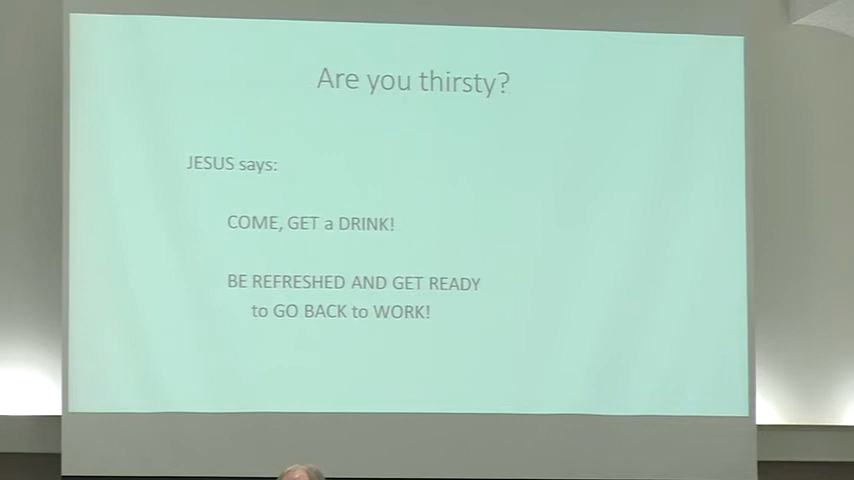 Are you thirsty?
JESUS says:
COME, GET a DRINK!
BE REFRESHED AND GET READY
to GO BACK to WORK!